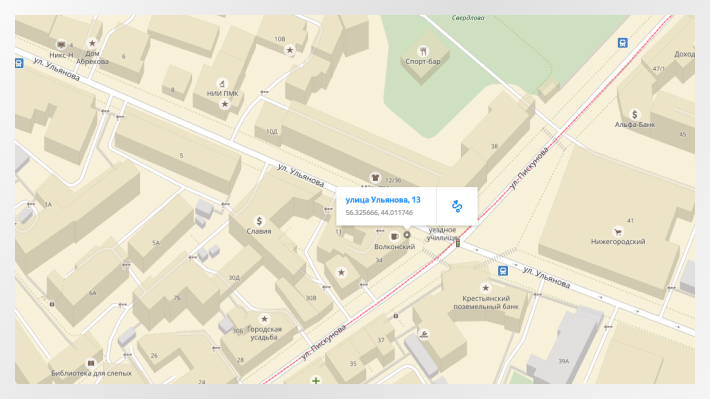 Свердлово
10В
4
Никс-Н
Дом
Абрекова
6
ул. Ульянова
Спорт-бар
Доход
47/1
8
НИИ ПМК
$
Альфа-Банк
45
10Д
38
5
ул. Ульянова
ул. Пискунова
12/36
улица Ульянова, 13
56.325666, 44.011746
3А
$
Славия
11
уездное
училище
Волконский
41
Нижегородский
5А
34
30Д
ул. Ульянова
6А
7Б
30В
Крестьянский
поземельный банк
30Б
Городская
усадьба
ул. Пискунова
37
26
28
35
39А
Библиотека для слепых
24